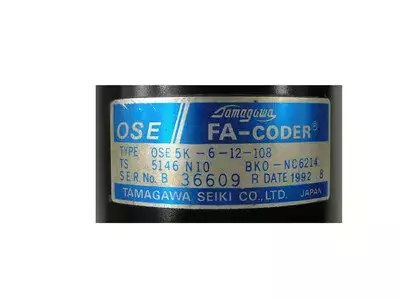 Tamagawa
OSE FA-CODER®
TYPE OSE 5K -6-12-108
TS 5146 N10 BKO-NC6214
SER.No. B 36609 R DATE 1992.8
TAMAGAWA SEIKI CO.,LTD. JAPAN